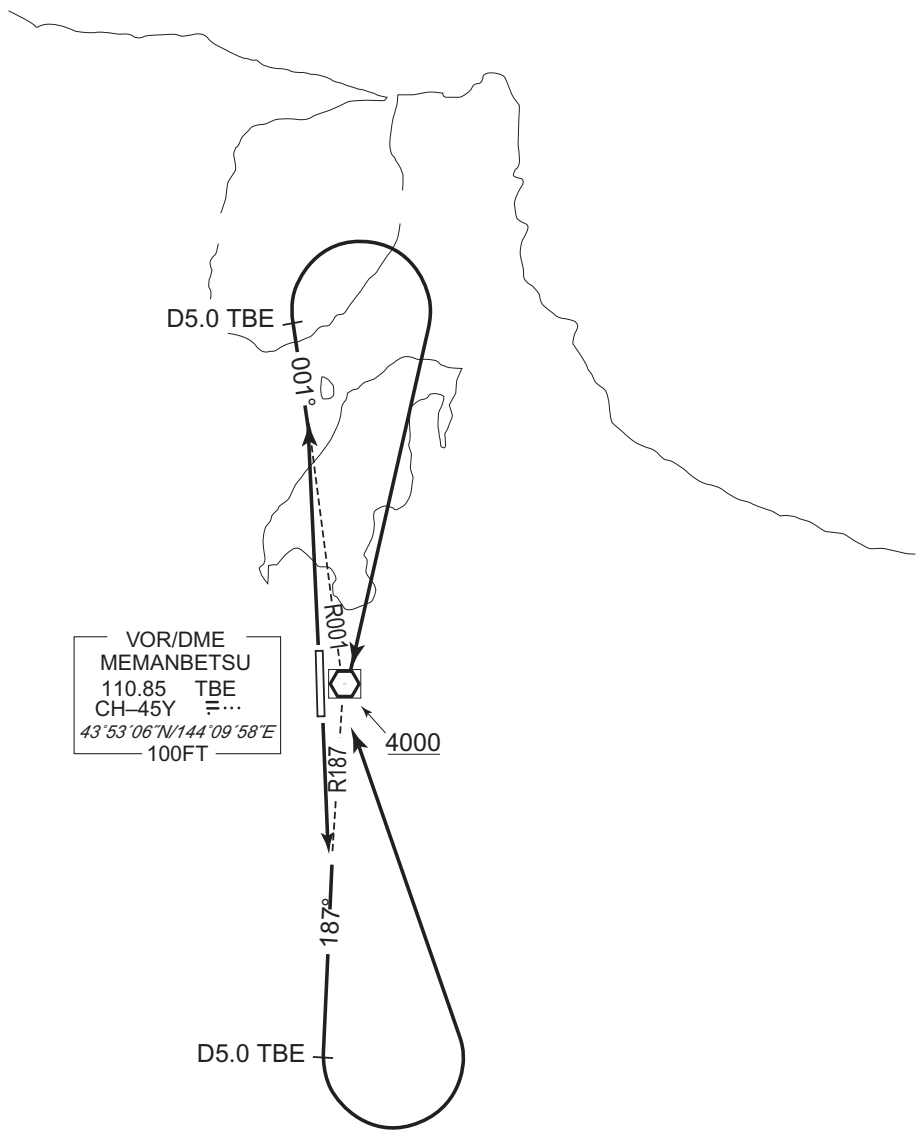 D5.0 TBE
001°
R001
VOR/DME
MEMANBETSU
110.85 TBE
CH–45Y
43°53′06″N/144°09′58″E
100FT
4000
R187
187°
D5.0 TBE